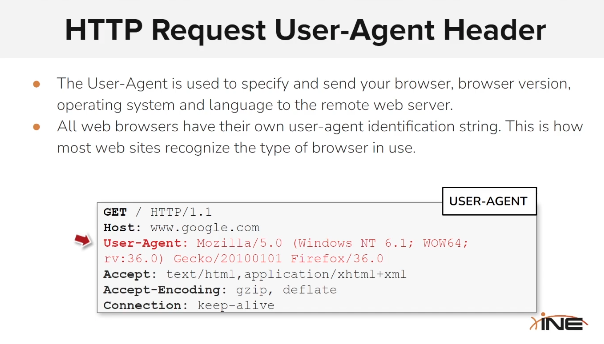 HTTP Request User-Agent Header
• The User-Agent is used to specify and send your browser, browser version,
operating system and language to the remote web server.
• All web browsers have their own user-agent identification string. This is how
most web sites recognize the type of browser in use.
USER-AGENT
GET / HTTP/1.1
Host: www.google.com
User-Agent: Mozilla/5.0 (Windows NT 6.1; WOW64;
rv:36.0) Gecko/20100101 Firefox/36.0
Accept: text/html,application/xhtml+xml
Accept-Encoding: gzip, deflate
Connection: keep-alive
INE